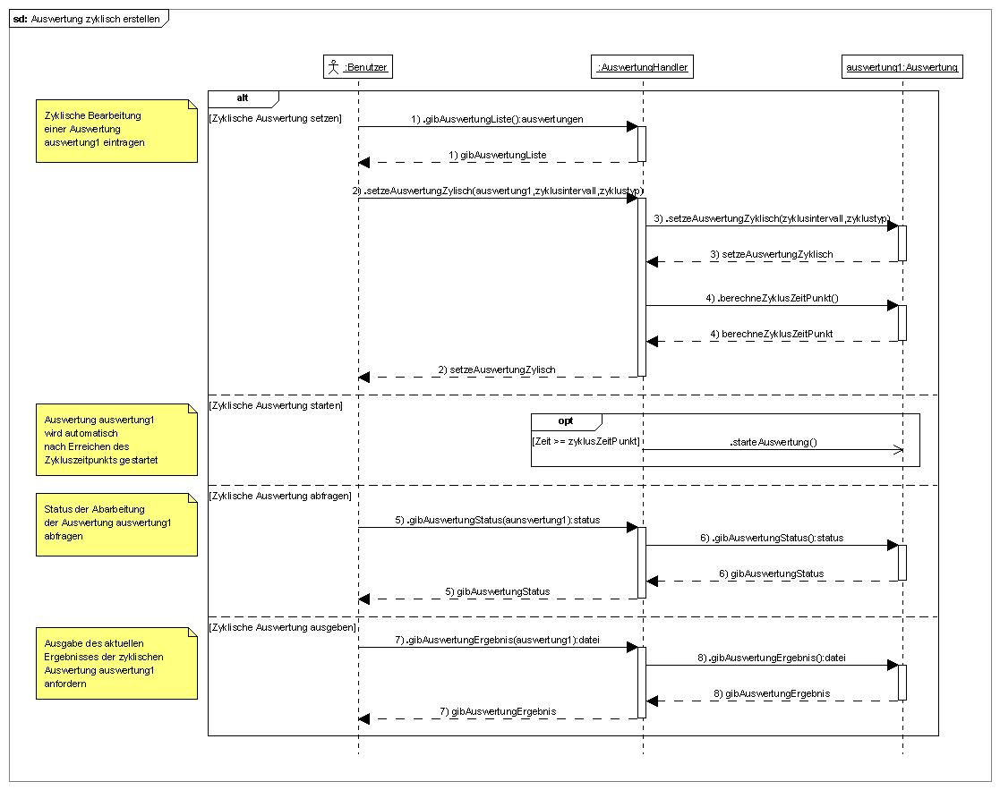 sd: Auswertung zyklisch erstellen
:Benutzer
:AuswertungHandler
auswertung1:Auswertung
alt
Zyklische Bearbeitung
einer Auswertung
auswertung1 eintragen
[Zyklische Auswertung setzen]
1) .gibAuswertungListe():auswertungen
1) gibAuswertungListe
2) .setzeAuswertungZylisch(auswertung1,zyklusintervall,zyklustyp)
3) .setzeAuswertungZyklisch(zyklusintervall,zyklustyp)
3) setzeAuswertungZyklisch
4) .berechneZyklusZeitPunkt()
4) berechneZyklusZeitPunkt
2) setzeAuswertungZylisch
Auswertung auswertung1
wird automatisch
nach Erreichen des
Zykluszeitpunkts gestartet
[Zyklische Auswertung starten]
opt
[Zeit >= zyklusZeitPunkt]
.starteAuswertung()
Status der Abarbeitung
der Auswertung auswertung1
abfragen
[Zyklische Auswertung abfragen]
5) .gibAuswertungStatus(aunswertung1):status
6) .gibAuswertungStatus():status
6) gibAuswertungStatus
5) gibAuswertungStatus
Ausgabe des aktuellen
Ergebnisses der zyklischen
Auswertung auswertung1
anfordern
[Zyklische Auswertung ausgeben]
7) .gibAuswertungErgebnis(auswertung1):datei
8) .gibAuswertungErgebnis():datei
8) gibAuswertungErgebnis
7) gibAuswertungErgebnis